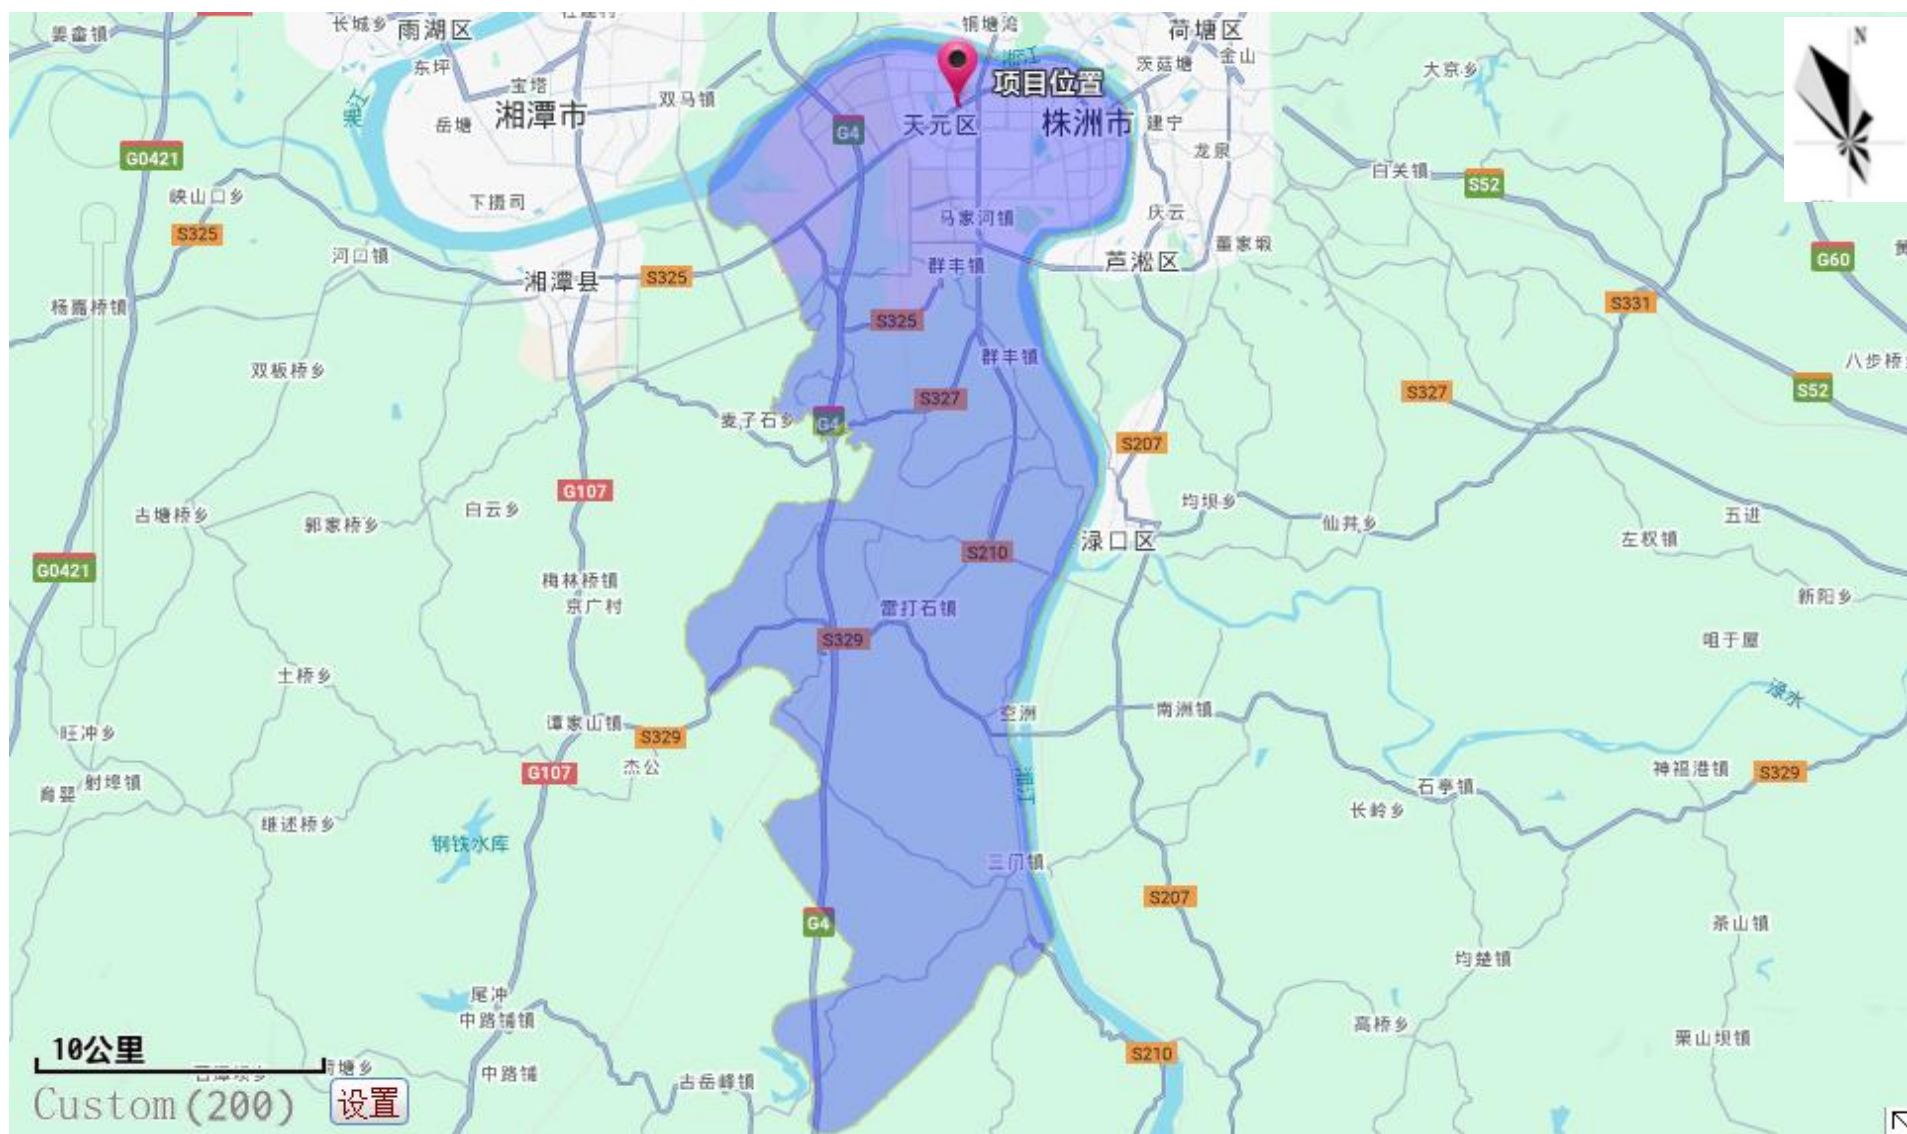 长城乡
雨湖区
铜塘湾
荷塘区
姜畲镇
东坪
宝塔
双马镇
湘江
湘潭市
岳塘
湘江
项目位置
茨菇塘
金山
大京乡
N
G4
天元区
株洲市
建宁
龙泉
G0421
峡山口乡
下摄司
白关镇
S52
S325
河口镇
马家河镇
庆云
董家塅
湘潭县
S325
群丰镇
芦淞区
G60
杨嘉桥镇
S325
S331
双板桥乡
群丰镇
八步桥
S327
S327
S52
麦子石乡
G4
S207
G107
古塘桥乡
郭家桥乡
白云乡
均坝乡
仙井乡
五进
渌口区
左权镇
S210
G0421
梅林桥镇
京广村
雷打石镇
新阳乡
S329
咀于屋
土桥乡
渌水
旺冲乡
谭家山镇
S329
空洲
南洲镇
G107
杰公
湘江
神福港镇
S329
射埠镇
育婴
石亭镇
长岭乡
继述桥乡
钢铁水库
三门镇
S207
G4
茶山镇
均楚镇
尾冲
中路铺镇
高桥乡
栗山坝镇
10公里
S210
中路铺
古岳峰镇
Custom(200)
设置